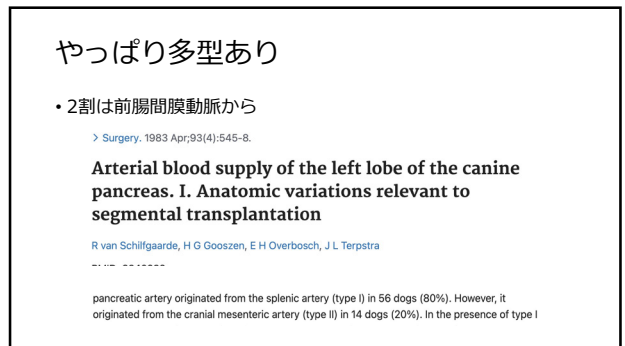 やっぱり多型あり
• 2割は前腸間膜動脈から
> Surgery. 1983 Apr;93(4):545-8.
Arterial blood supply of the left lobe of the canine
pancreas. I. Anatomic variations relevant to
segmental transplantation
R van Schilfgaarde, H G Gooszen, E H Overbosch, J L Terpstra
pancreatic artery originated from the splenic artery (type I) in 56 dogs (80%). However, it
originated from the cranial mesenteric artery (type II) in 14 dogs (20%). In the presence of type I